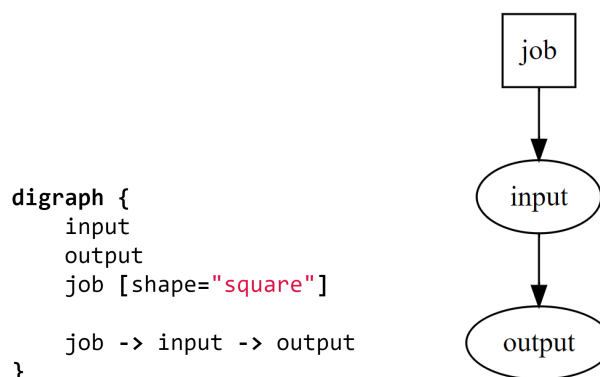 digraph {
input
output
job [shape="square"]
job -> input -> output
}
job
input
output